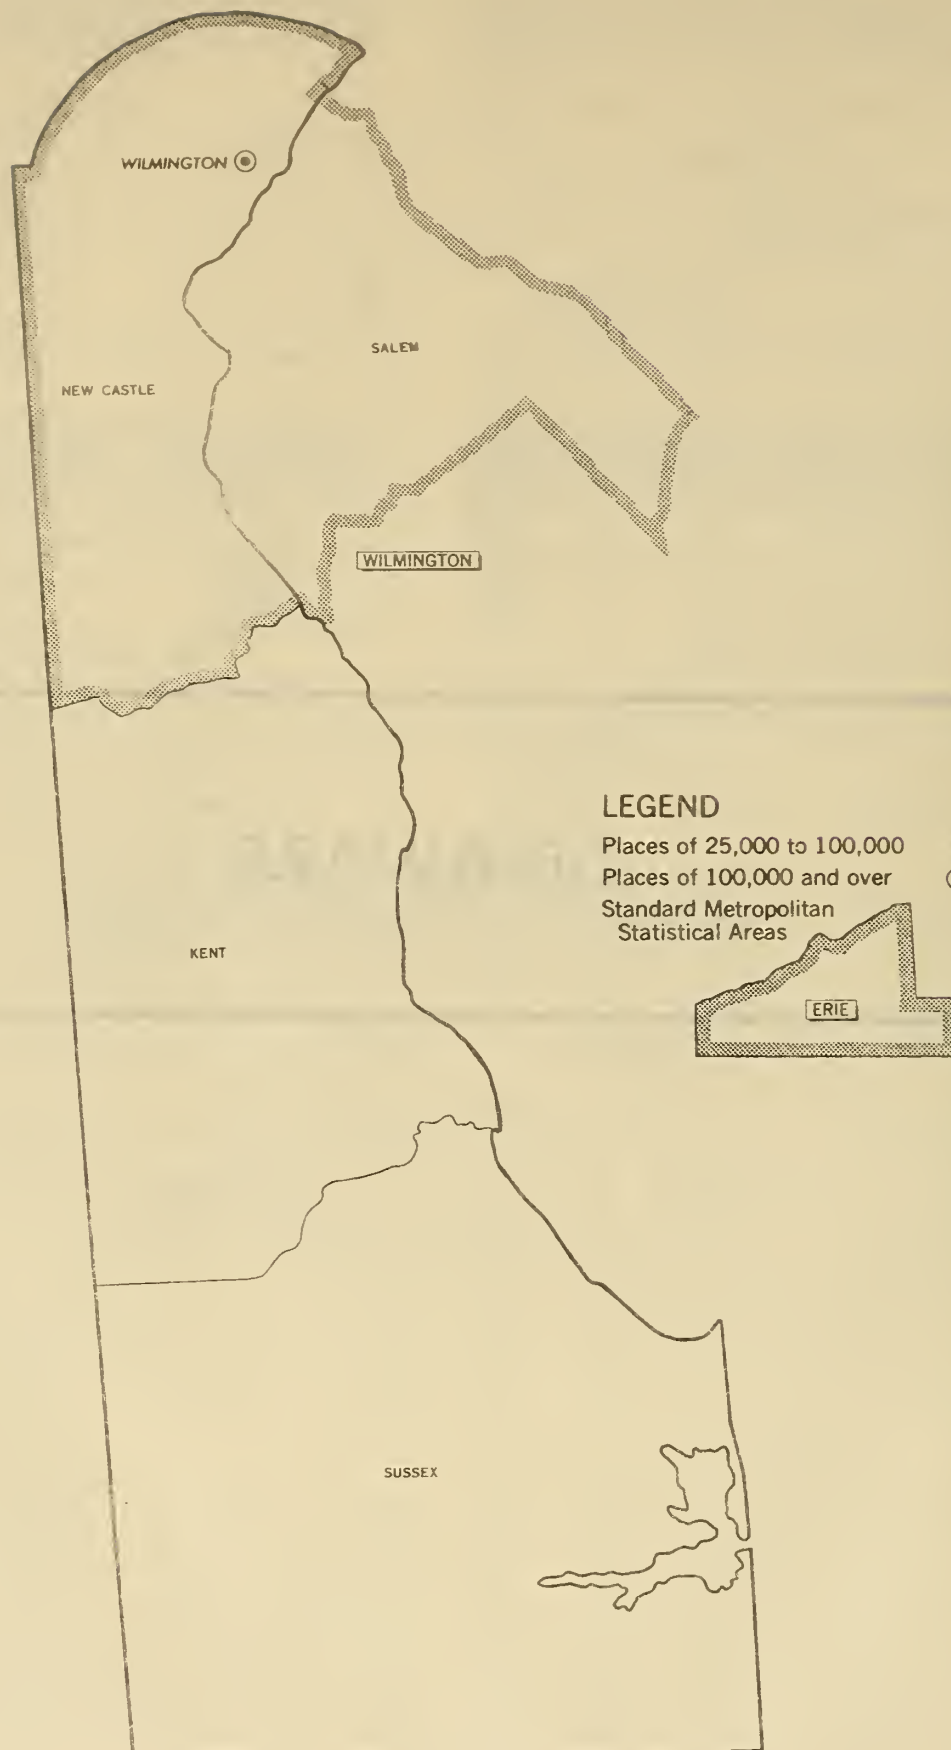 WILMINGTON
SALEM
NEW CASTLE
WILMINGTON
LEGEND
Places of 25,000 to 100,000
Places of 100,000 and over
Standard Metropolitan
Statistical Areas
KENT
ERIE
SUSSEX